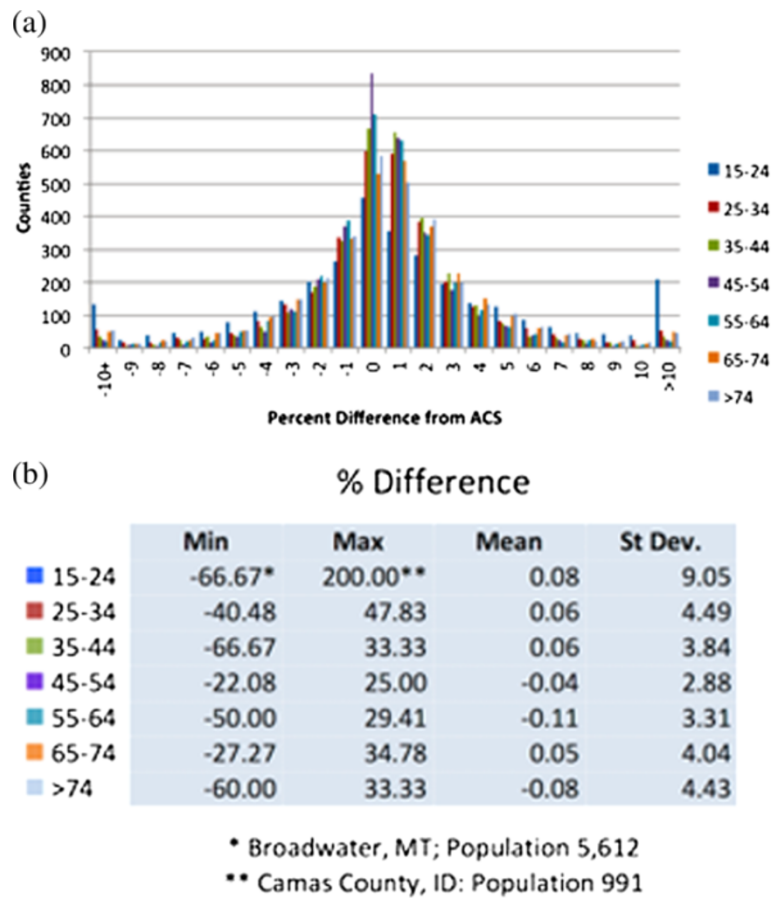 (a)
900
800
700
600
500
400
300
200
100
0
Counties
-10+ -9 -8 -7 -6 -5 -4 -3 -2 -1 0 1 2 3 4 5 6 7 8 9 10 >10
Percent Difference from ACS
15-24
25-34
35-44
45-54
55-64
65-74
>74
(b)
% Difference
Min Max Mean St Dev.
15-24 -66.67* 200.00** 0.08 9.05
25-34 -40.48 47.83 0.06 4.49
35-44 -66.67 33.33 0.06 3.84
45-54 -22.08 25.00 -0.04 2.88
55-64 -50.00 29.41 -0.11 3.31
65-74 -27.27 34.78 0.05 4.04
>74 -60.00 33.33 -0.08 4.43
* Broadwater, MT; Population 5,612
** Camas County, ID: Population 991